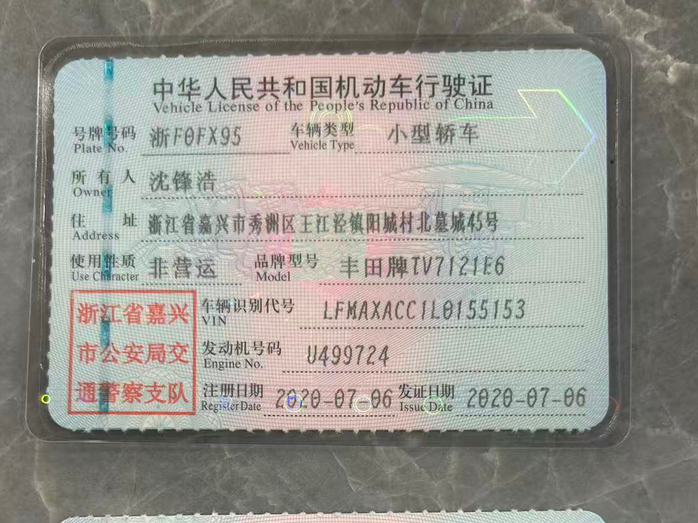 中华人民共和国机动车行驶证
Vehicle License of the People's Republic of China
号牌号码 浙F0FX95 车辆类型 小型轿车
Plate No. Vehicle Type
所有人 沈锋浩
Owner
住址 浙江省嘉兴市秀洲区王江泾镇阳城村北墓城45号
Address
使用性质 非营运 品牌型号 丰田牌TV7121E6
Use Character Model
浙江省嘉兴
市公安局交
通警察支队
车辆识别代号 LFMAXACC1L0155153
VIN
发动机号码 U499724
Engine No.
注册日期 2020-07-06 发证日期 2020-07-06
Register Date Issue Date